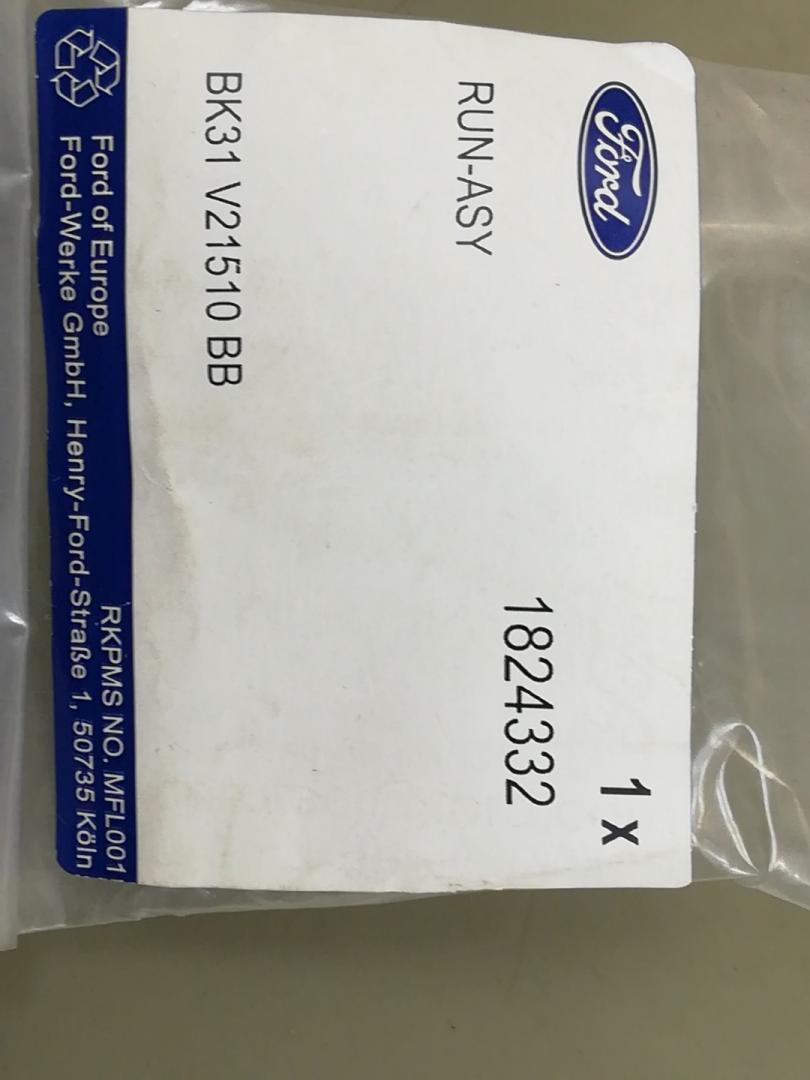 Ford
1 x
RUN-ASY
1824332
BK31 V21510 BB
Ford of Europe
RKPMS NO. MFL001
Ford-Werke GmbH, Henry-Ford-Straße 1, 50735 Köln